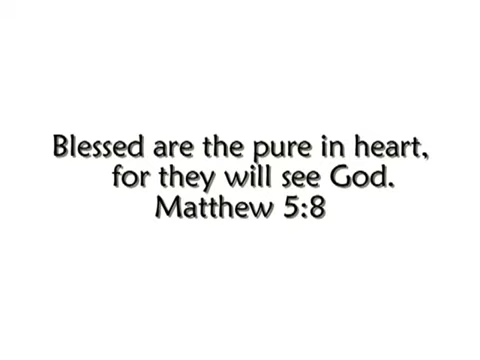 Blessed are the pure in heart,
for they will see God.
Matthew 5:8